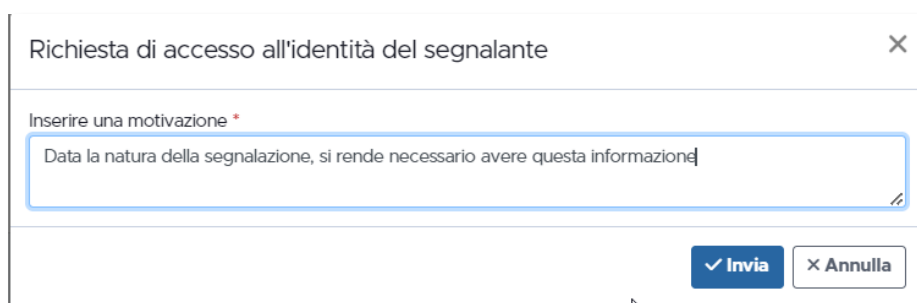 Richiesta di accesso all'identità del segnalante
Inserire una motivazione *
Data la natura della segnalazione, si rende necessario avere questa informazione
Invia
Annulla